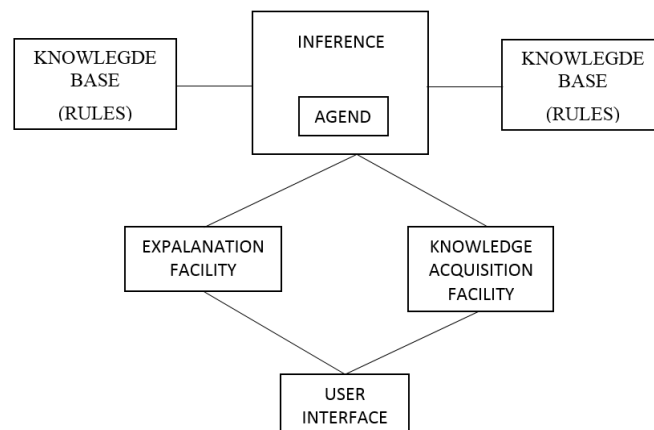 KNOWLEGDE
BASE
(RULES)
INFERENCE
AGEND
KNOWLEGDE
BASE
(RULES)
EXPALANATION
FACILITY
KNOWLEDGE
ACQUISITION
FACILITY
USER
INTERFACE